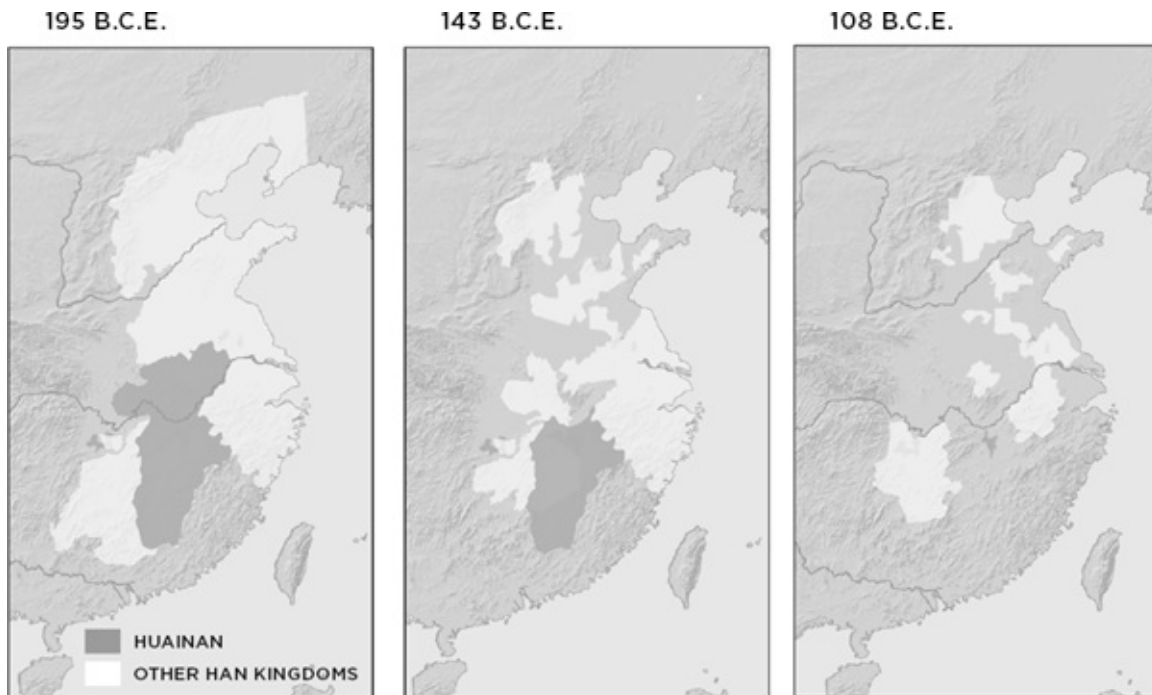 195 B.C.E.
143 B.C.E.
108 B.C.E.
HUAINAN
OTHER HAN KINGDOMS